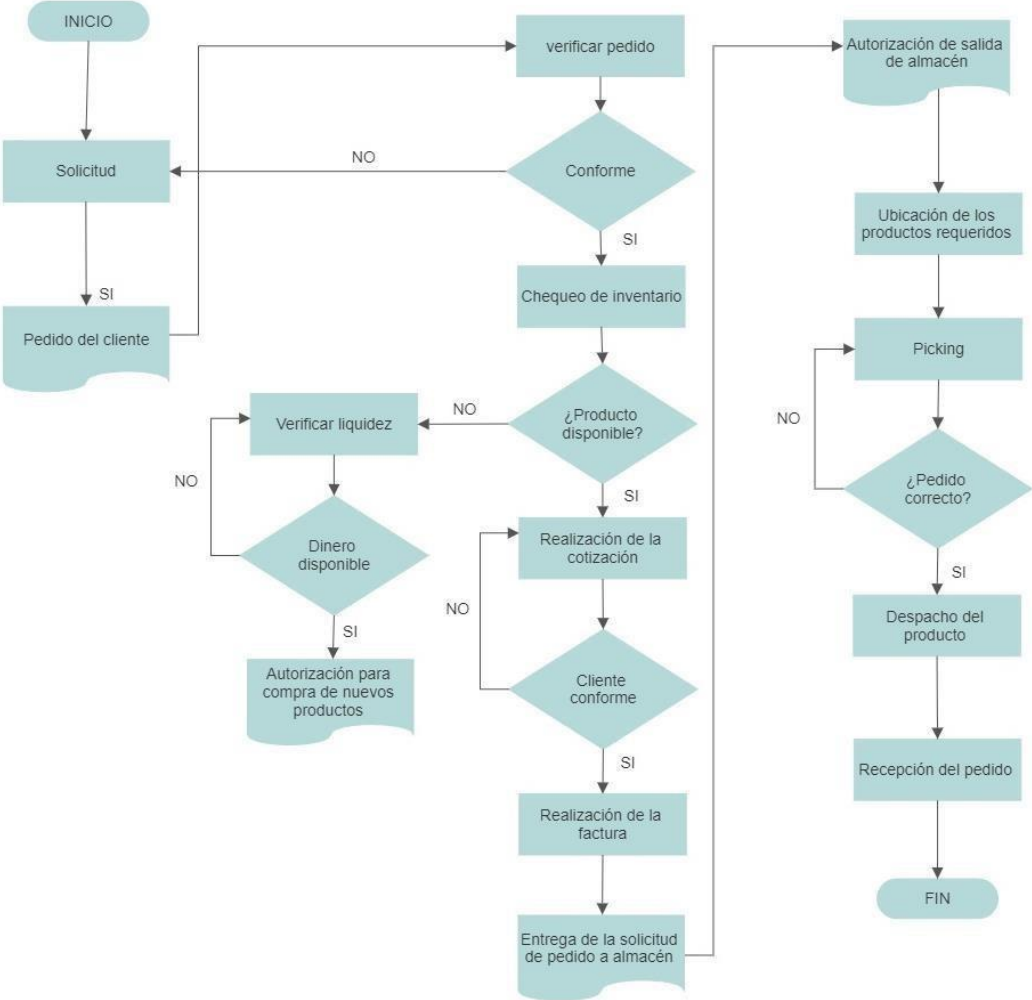 INICIO
Solicitud
SI
Pedido del cliente
verificar pedido
Conforme
NO
SI
Chequeo de inventario
¿Producto
disponible?
NO
Verificar liquidez
NO
Dinero
disponible
SI
Autorización para
compra de nuevos
productos
SI
Realización de la
cotización
NO
Cliente
conforme
SI
Realización de la
factura
Entrega de la solicitud
de pedido a almacén
Autorización de salida
de almacén
Ubicación de los
productos requeridos
Picking
NO
¿Pedido
correcto?
SI
Despacho del
producto
Recepción del pedido
FIN